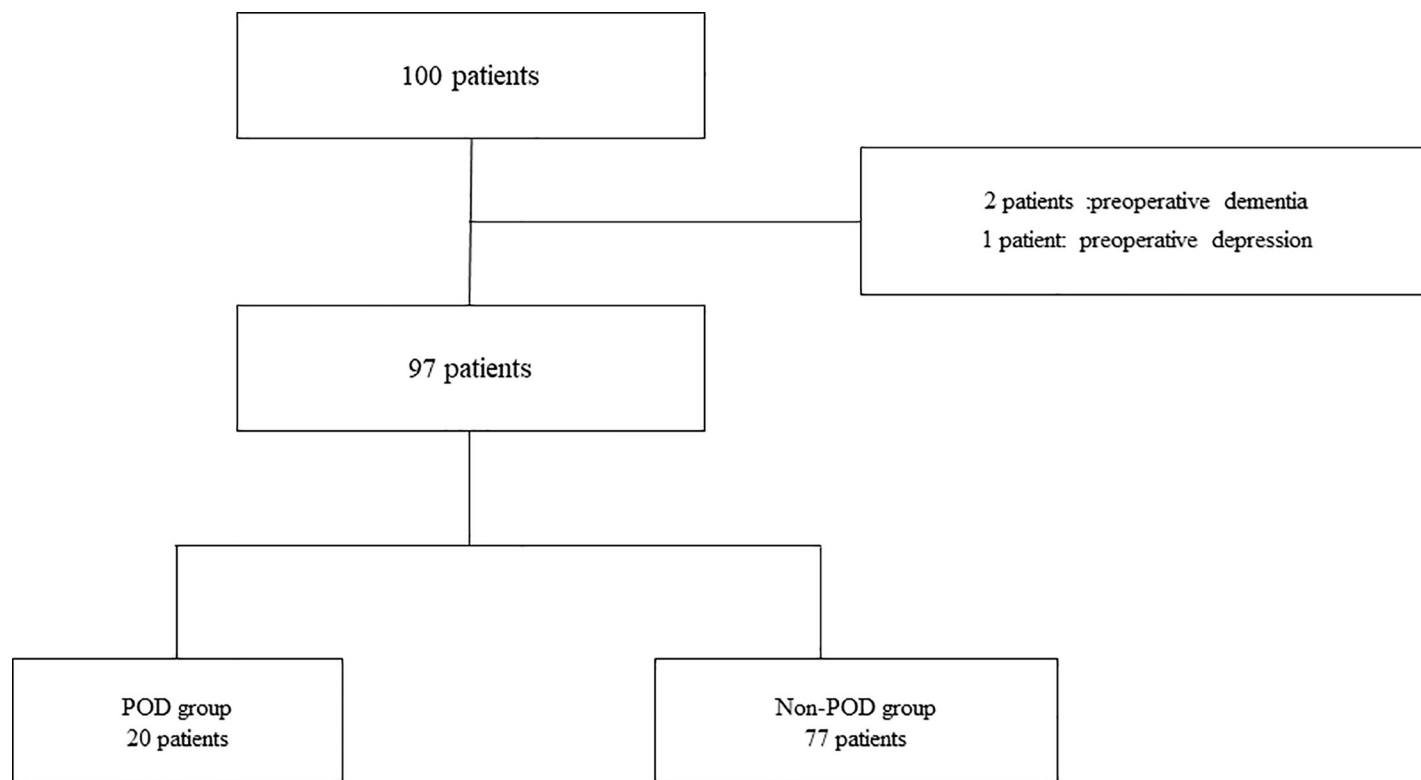 100 patients
2 patients :preoperative dementia
1 patient: preoperative depression
97 patients
POD group
20 patients
Non-POD group
77 patients